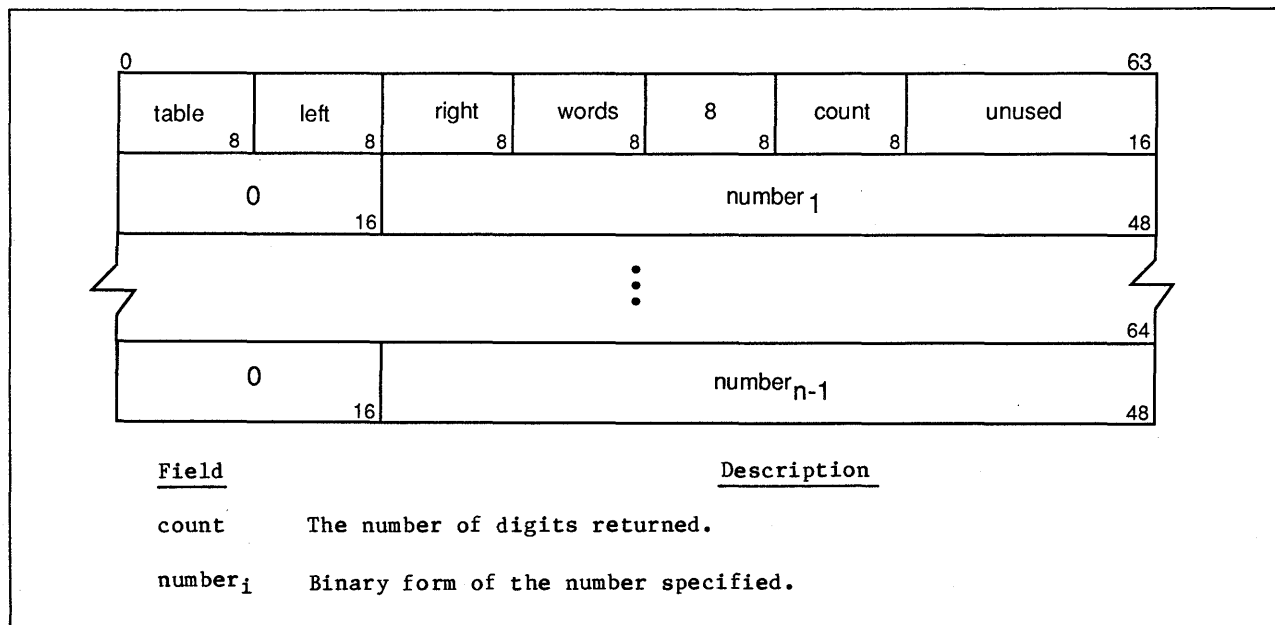 0 63
table left right words 8 count unused
8 8 8 8 8 8 16
0 number1
16 48
64
0 numbern-1
16 48
Field Description
count The number of digits returned.
numberi Binary form of the number specified.